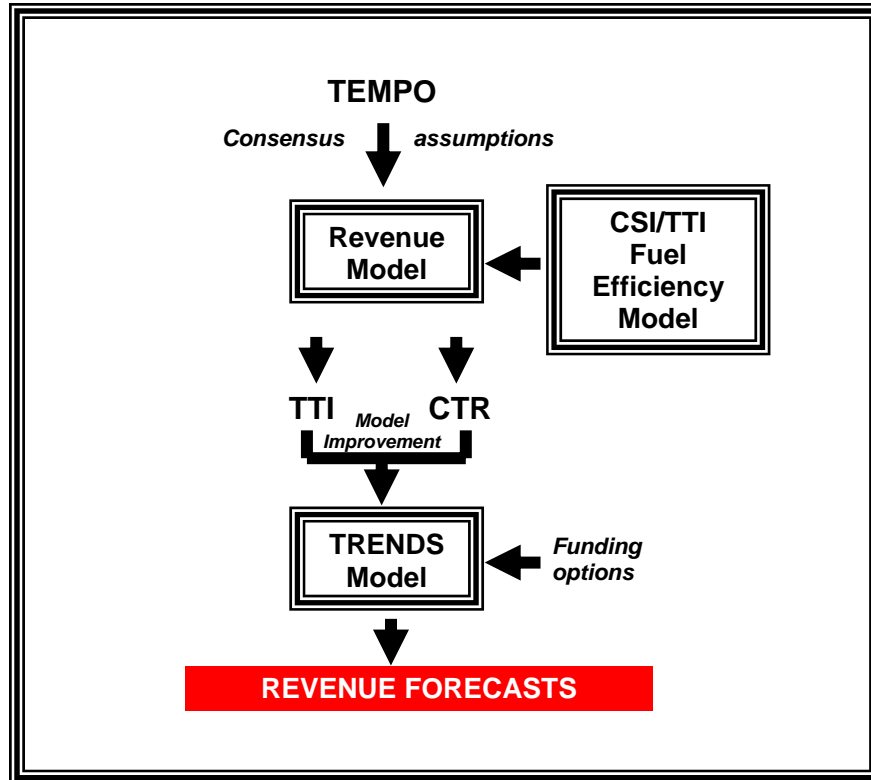 TEMPO
Consensus assumptions
Revenue
Model
CSI/TTI
Fuel
Efficiency
Model
TTI
CTR
Model
Improvement
TRENDS
Model
Funding
options
REVENUE FORECASTS